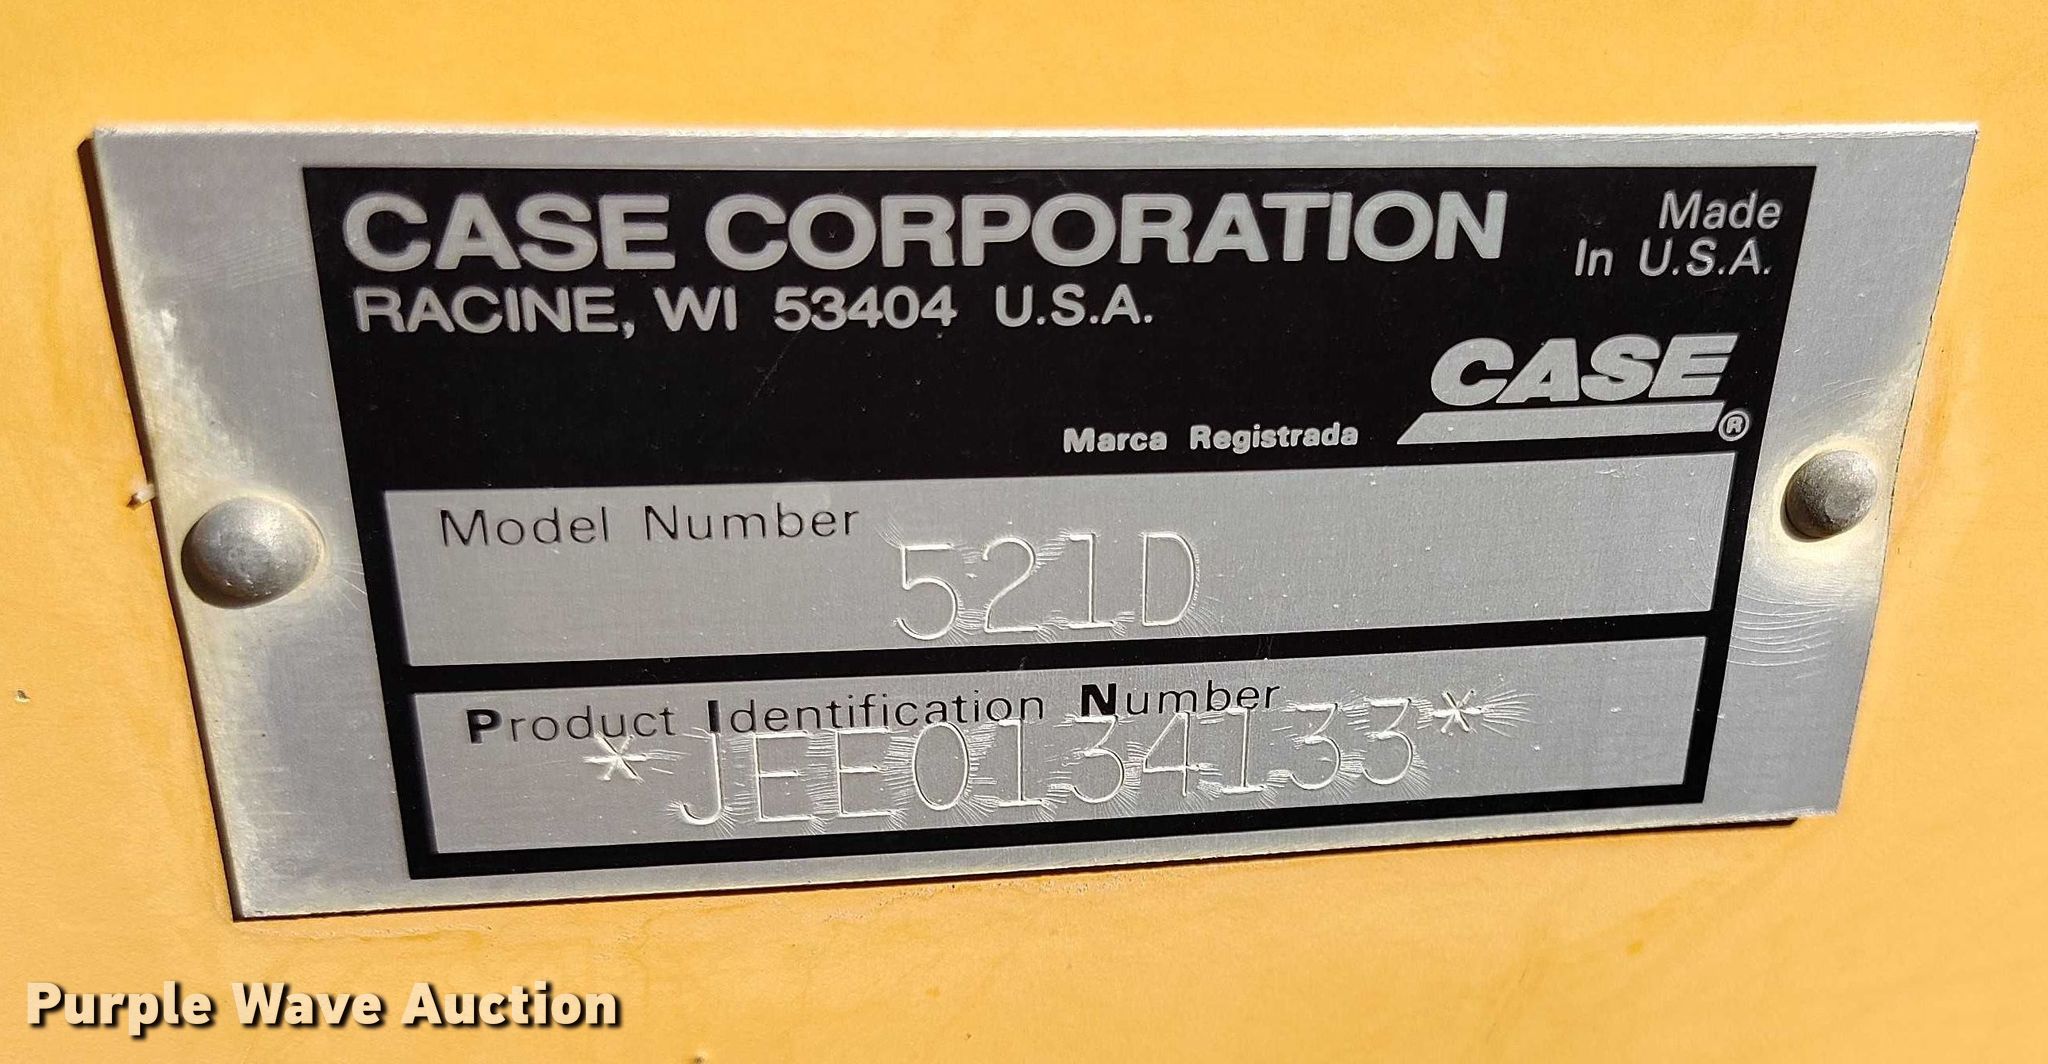 CASE CORPORATION
Made
In U.S.A.
RACINE, WI 53404 U.S.A.
CASE
Marca Registrada ®
Model Number
521D
Product Identification Number
*JEE0134133*
Purple Wave Auction